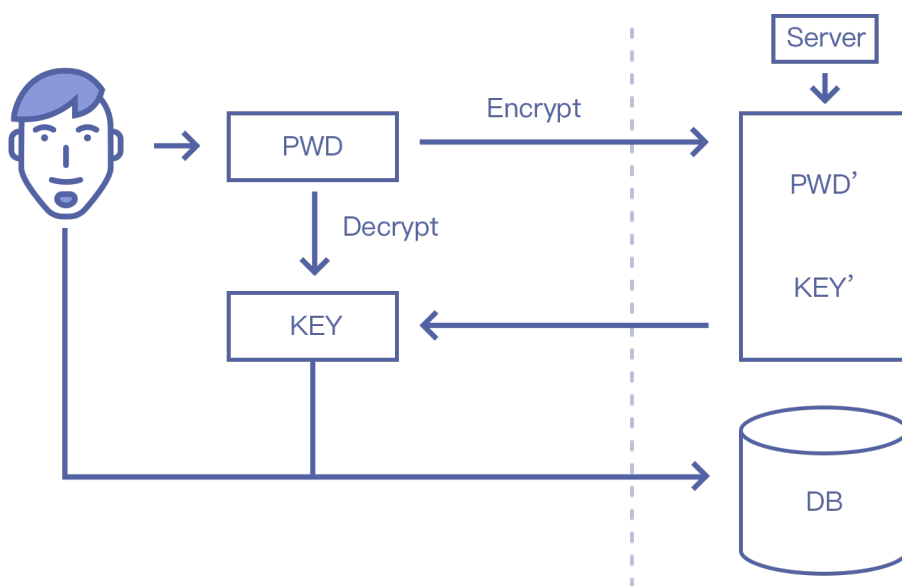 Server
Encrypt
PWD
PWD’
Decrypt
KEY’
KEY
DB